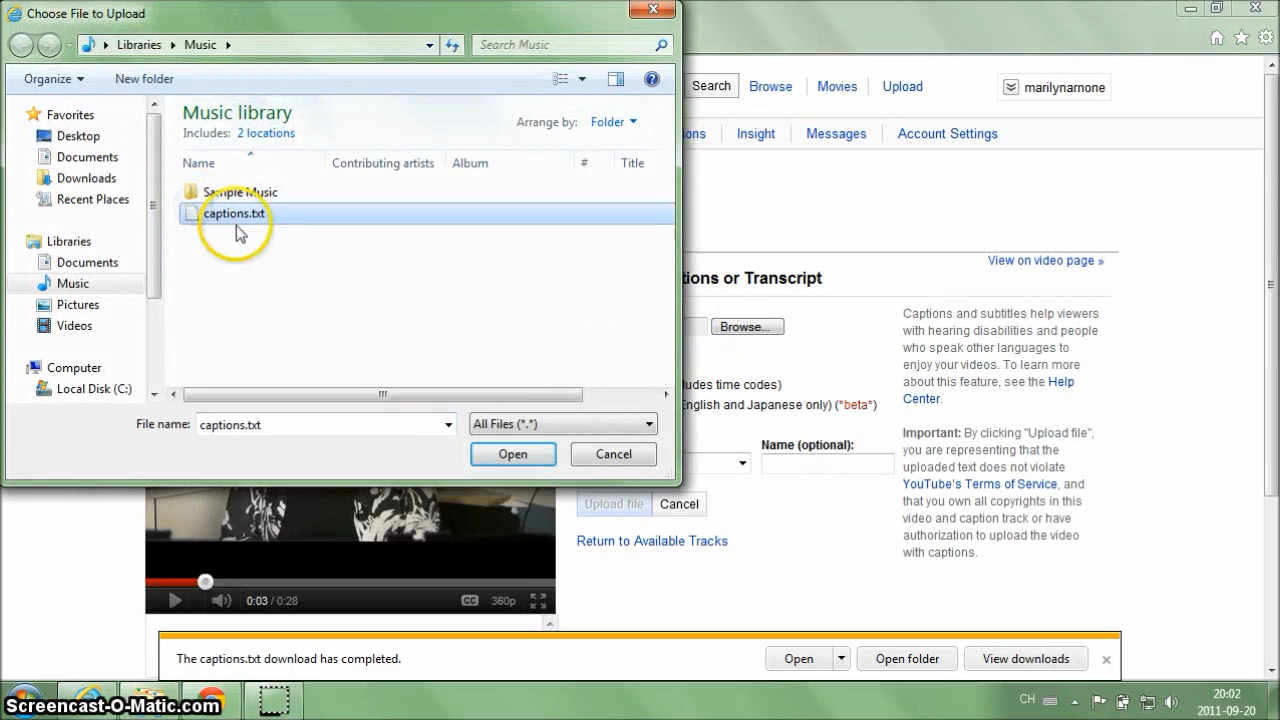 Choose File to Upload
Libraries Music
Search Music
Organize New folder
Favorites
Desktop
Documents
Downloads
Recent Places
Libraries
Documents
Music
Pictures
Videos
Computer
Local Disk (C:)
Music library
Includes: 2 locations
Arrange by: Folder
Name Contributing artists Album # Title
Sample Music
captions.txt
File name: captions.txt All Files (*.*)
Open Cancel
Search Browse Movies Upload marilynarnone
Insight Messages Account Settings
View on video page »
or Transcript
Browse...
time codes)
English and Japanese only) (*beta*)
Name (optional):
Upload file Cancel
Return to Available Tracks
Captions and subtitles help viewers
with hearing disabilities and people
who speak other languages to
enjoy your videos. To learn more
about this feature, see the Help
Center.
Important: By clicking "Upload file",
you are representing that the
uploaded text does not violate
YouTube's Terms of Service, and
that you own all copyrights in this
video and caption track or have
authorization to upload the video
with captions.
0:03 / 0:28 CC 360p
The captions.txt download has completed.
Open Open folder View downloads
CH 20:02
2011-09-20
Screencast-O-Matic.com